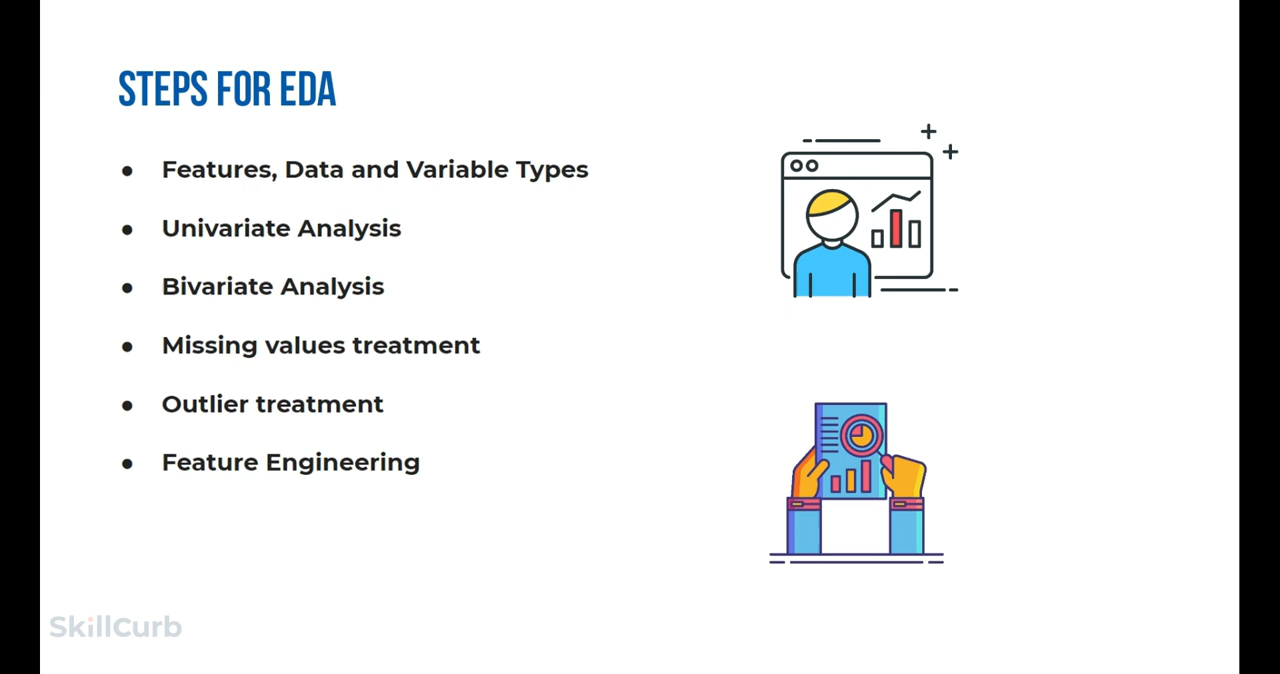 STEPS FOR EDA
● Features, Data and Variable Types
● Univariate Analysis
● Bivariate Analysis
● Missing values treatment
● Outlier treatment
● Feature Engineering
SkillCurb